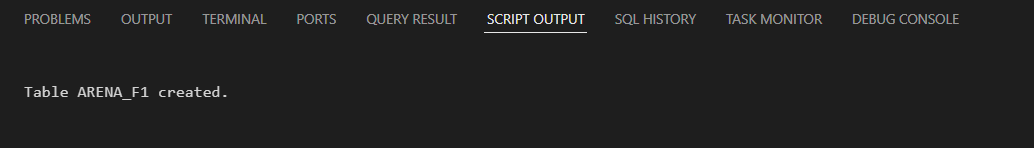 PROBLEMS OUTPUT TERMINAL PORTS QUERY RESULT SCRIPT OUTPUT SQL HISTORY TASK MONITOR DEBUG CONSOLE
Table ARENA_F1 created.